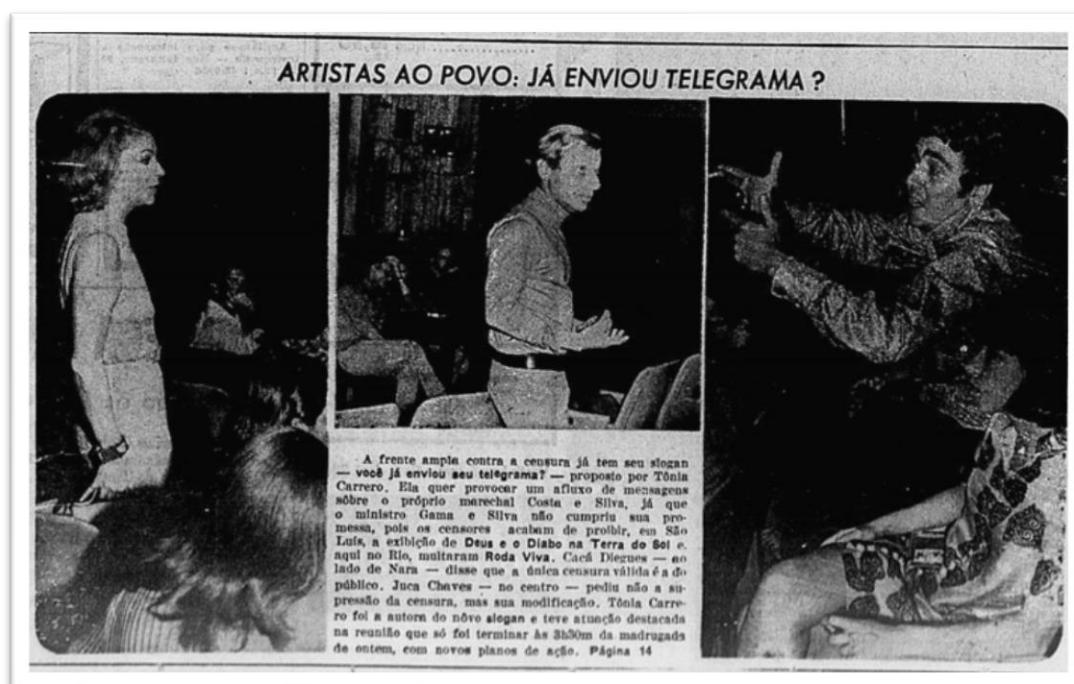 ARTISTAS AO POVO: JÁ ENVIOU TELEGRAMA ?
A frente ampla contra a censura já tem seu slogan
— você já enviou seu telegrama? — proposto por Tônia
Carrero. Ela quer provocar um afluxo de mensagens
sôbre o próprio marechal Costa e Silva, já que
o ministro Gama e Silva não cumpriu sua pro-
messa, pois os censores acabam de proibir, em São
Luís, a exibição de Deus e o Diabo na Terra do Sol e,
aqui no Rio, multaram Roda Viva. Cacá Diegues — ao
lado de Nara — disse que a única censura válida é a do
público. Juca Chaves — no centro — pediu não a su-
pressão da censura, mas sua modificação. Tônia Carre-
ro foi a autora do nôvo slogan e teve atuação destacada
na reunião que só foi terminar às 3h30m da madrugada
de ontem, com novos planos de ação. Página 14